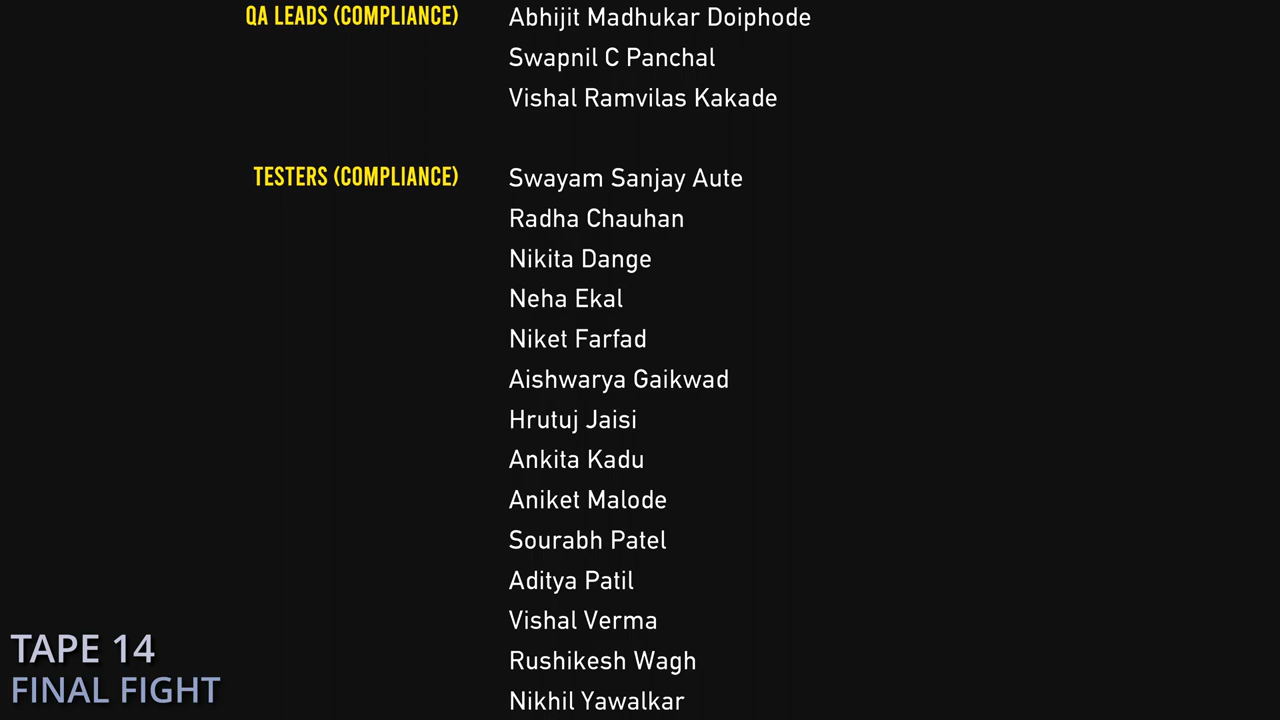 QA LEADS (COMPLIANCE) Abhijit Madhukar Doiphode
Swapnil C Panchal
Vishal Ramvilas Kakade
TESTERS (COMPLIANCE) Swayam Sanjay Aute
Radha Chauhan
Nikita Dange
Neha Ekal
Niket Farfad
Aishwarya Gaikwad
Hrutuj Jaisi
Ankita Kadu
Aniket Malode
Sourabh Patel
Aditya Patil
Vishal Verma
Rushikesh Wagh
Nikhil Yawalkar
TAPE 14
FINAL FIGHT